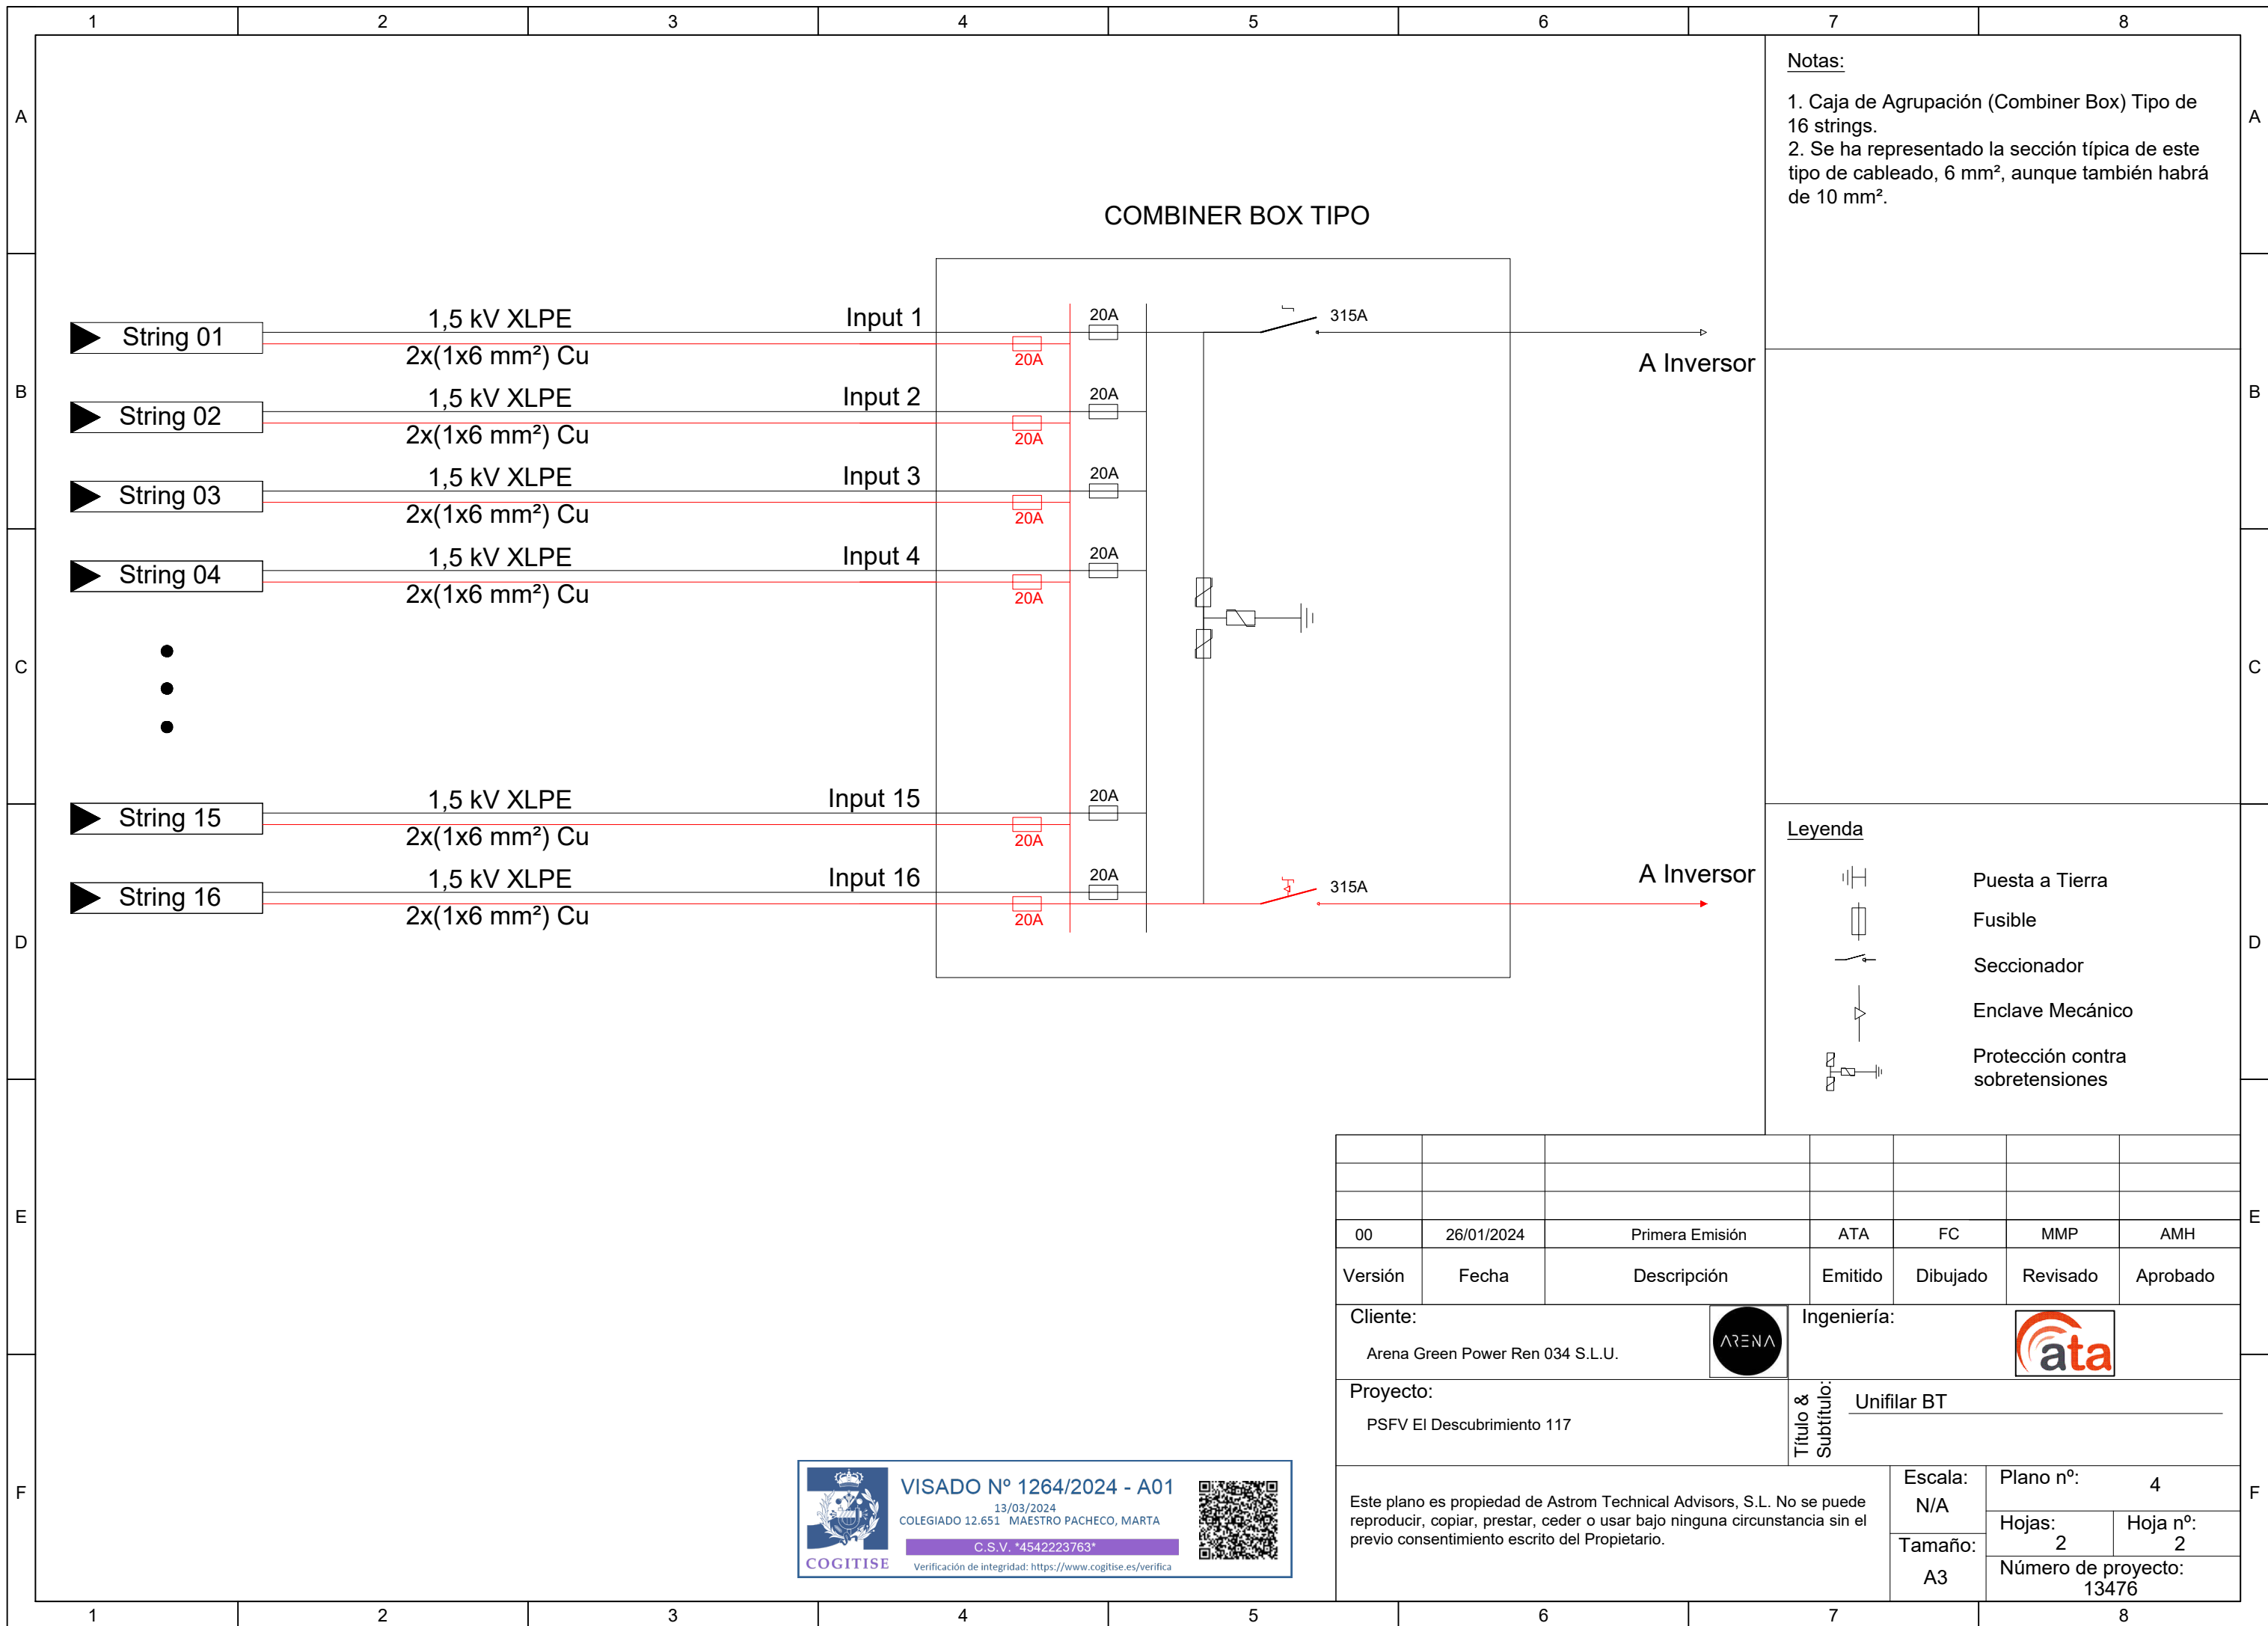 1 2 3 4 5 6 7 8
A A
B B
C C
D D
E E
F F
COMBINER BOX TIPO
String 01
1,5 kV XLPE
2x(1x6 mm²) Cu
Input 1
20A
20A
315A
A Inversor
String 02
1,5 kV XLPE
2x(1x6 mm²) Cu
Input 2
20A
20A
String 03
1,5 kV XLPE
2x(1x6 mm²) Cu
Input 3
20A
20A
String 04
1,5 kV XLPE
2x(1x6 mm²) Cu
Input 4
20A
20A
String 15
1,5 kV XLPE
2x(1x6 mm²) Cu
Input 15
20A
20A
String 16
1,5 kV XLPE
2x(1x6 mm²) Cu
Input 16
20A
20A
315A
A Inversor
Notas:
1. Caja de Agrupación (Combiner Box) Tipo de
16 strings.
2. Se ha representado la sección típica de este
tipo de cableado, 6 mm², aunque también habrá
de 10 mm².
Leyenda
Puesta a Tierra
Fusible
Seccionador
Enclave Mecánico
Protección contra
sobretensiones
00 26/01/2024 Primera Emisión ATA FC MMP AMH
Versión Fecha Descripción Emitido Dibujado Revisado Aprobado
Cliente:
Arena Green Power Ren 034 S.L.U.
ARENA
Ingeniería:
ata
Proyecto:
PSFV El Descubrimiento 117
Título &
Subtítulo:
Unifilar BT
Este plano es propiedad de Astrom Technical Advisors, S.L. No se puede
reproducir, copiar, prestar, ceder o usar bajo ninguna circunstancia sin el
previo consentimiento escrito del Propietario.
Escala:
N/A
Tamaño:
A3
Plano nº:
4
Hojas:
2
Hoja nº:
2
Número de proyecto:
13476
COGITISE
VISADO Nº 1264/2024 - A01
13/03/2024
COLEGIADO 12.651 MAESTRO PACHECO, MARTA
C.S.V. *4542223763*
Verificación de integridad: https://www.cogitise.es/verifica
1 2 3 4 5 6 7 8